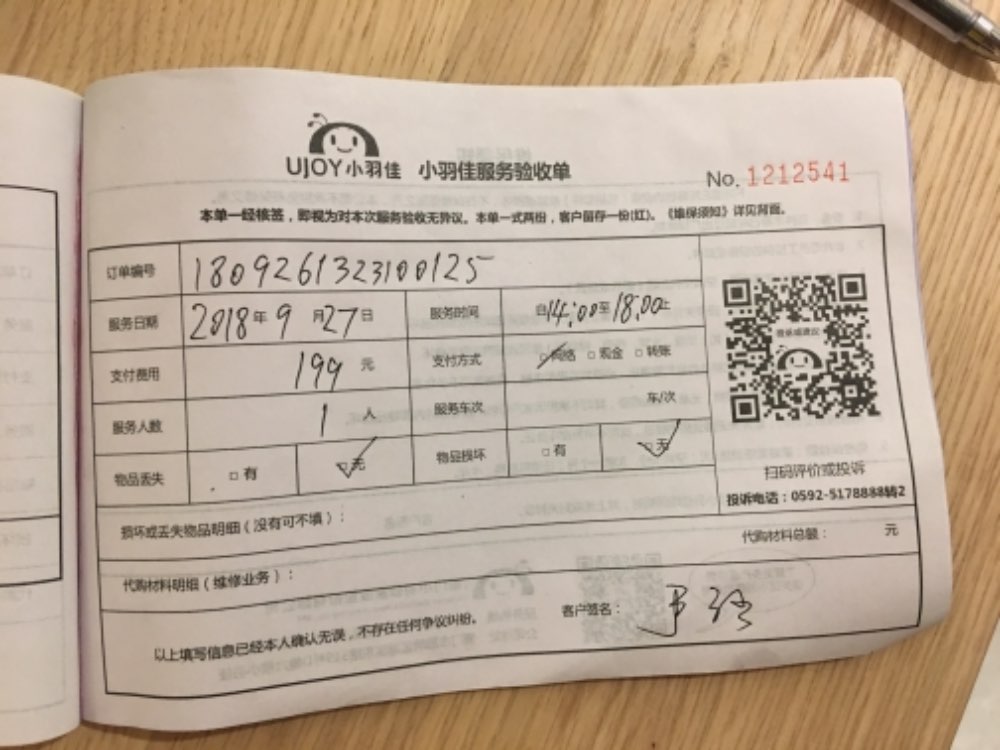 UJOY小羽佳 小羽佳服务验收单
No. 1212541
本单一经核签，即视为对本次服务验收无异议。本单一式两份，客户留存一份(红)。《维保须知》详见背面。
订单编号 1809261323100125
服务日期 2018年9月27日 服务时间 自14:00至18:00止
支付费用 199 元 支付方式 □网络 □现金 □转账
服务人数 1 人 服务车次 车/次
物品丢失 □有 □无 物品损坏 □有 □无
扫码评价或投诉
投诉电话：0592-5178888转2
损坏或丢失物品明细（没有可不填）：
代购材料总额： 元
代购材料明细（维修业务）：
以上填写信息已经本人确认无误，不存在任何争议纠纷。
客户签名：